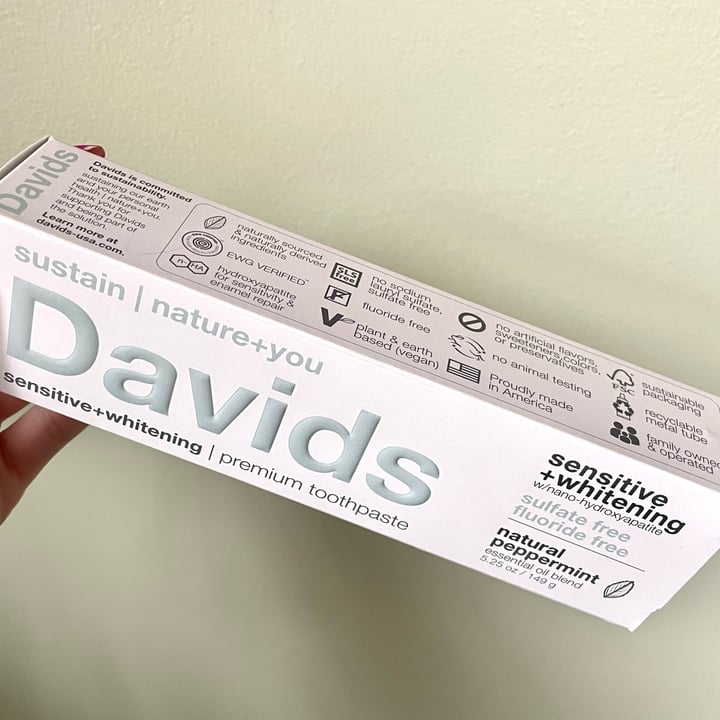 Davids
Davids is committed
to sustainability.
sustaining our earth
and your personal
health | nature+you.
Thank you for
supporting Davids
and being part of
the solution.
Learn more at
davids-usa.com.
naturally sourced
& naturally derived
ingredients
EWG VERIFIED™
n-HA
hydroxyapatite
for sensitivity &
enamel repair
SLS
free
no sodium
lauryl sulfate,
sulfate free
F
fluoride free
V
plant & earth
based (vegan)
no artificial flavors,
sweeteners, colors,
or preservatives
no animal testing
Proudly made
in America
sustainable
packaging
recyclable
metal tube
family owned
& operated
sustain | nature+you
Davids
sensitive+whitening | premium toothpaste
sensitive
+whitening
w/nano-hydroxyapatite
sulfate free
fluoride free
natural
peppermint
essential oil blend
5.25 oz / 149 g